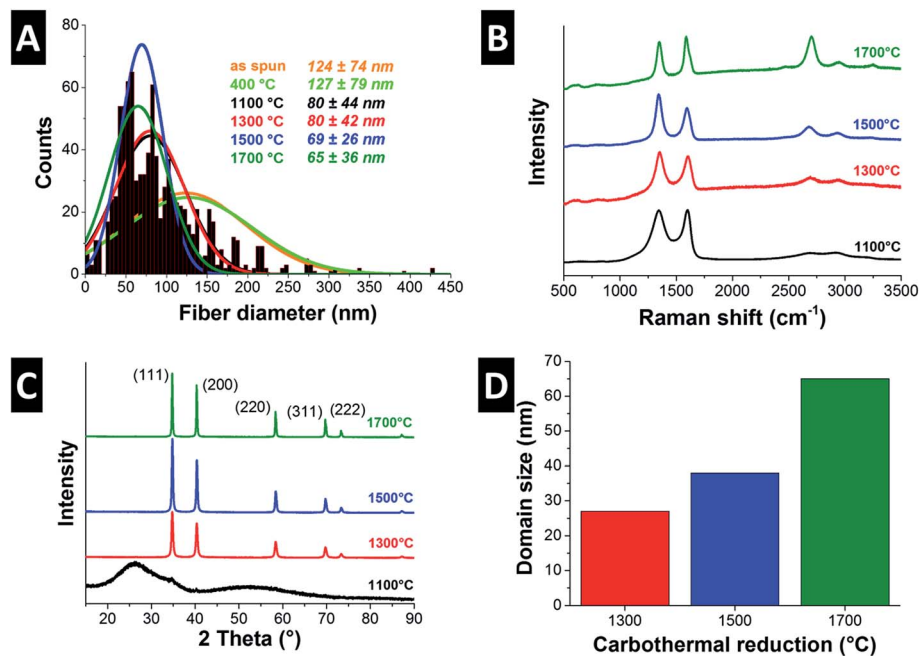 A
80
60
40
20
0
Counts
as spun 124 ± 74 nm
400 °C 127 ± 79 nm
1100 °C 80 ± 44 nm
1300 °C 80 ± 42 nm
1500 °C 69 ± 26 nm
1700 °C 65 ± 36 nm
0 50 100 150 200 250 300 350 400 450
Fiber diameter (nm)
B
Intensity
1700°C
1500°C
1300°C
1100°C
500 1000 1500 2000 2500 3000 3500
Raman shift (cm⁻¹)
C
Intensity
(111)
(200)
(220)
(311)
(222)
1700°C
1500°C
1300°C
1100°C
20 30 40 50 60 70 80 90
2 Theta (°)
D
70
60
50
40
30
20
10
0
Domain size (nm)
1300 1500 1700
Carbothermal reduction (°C)